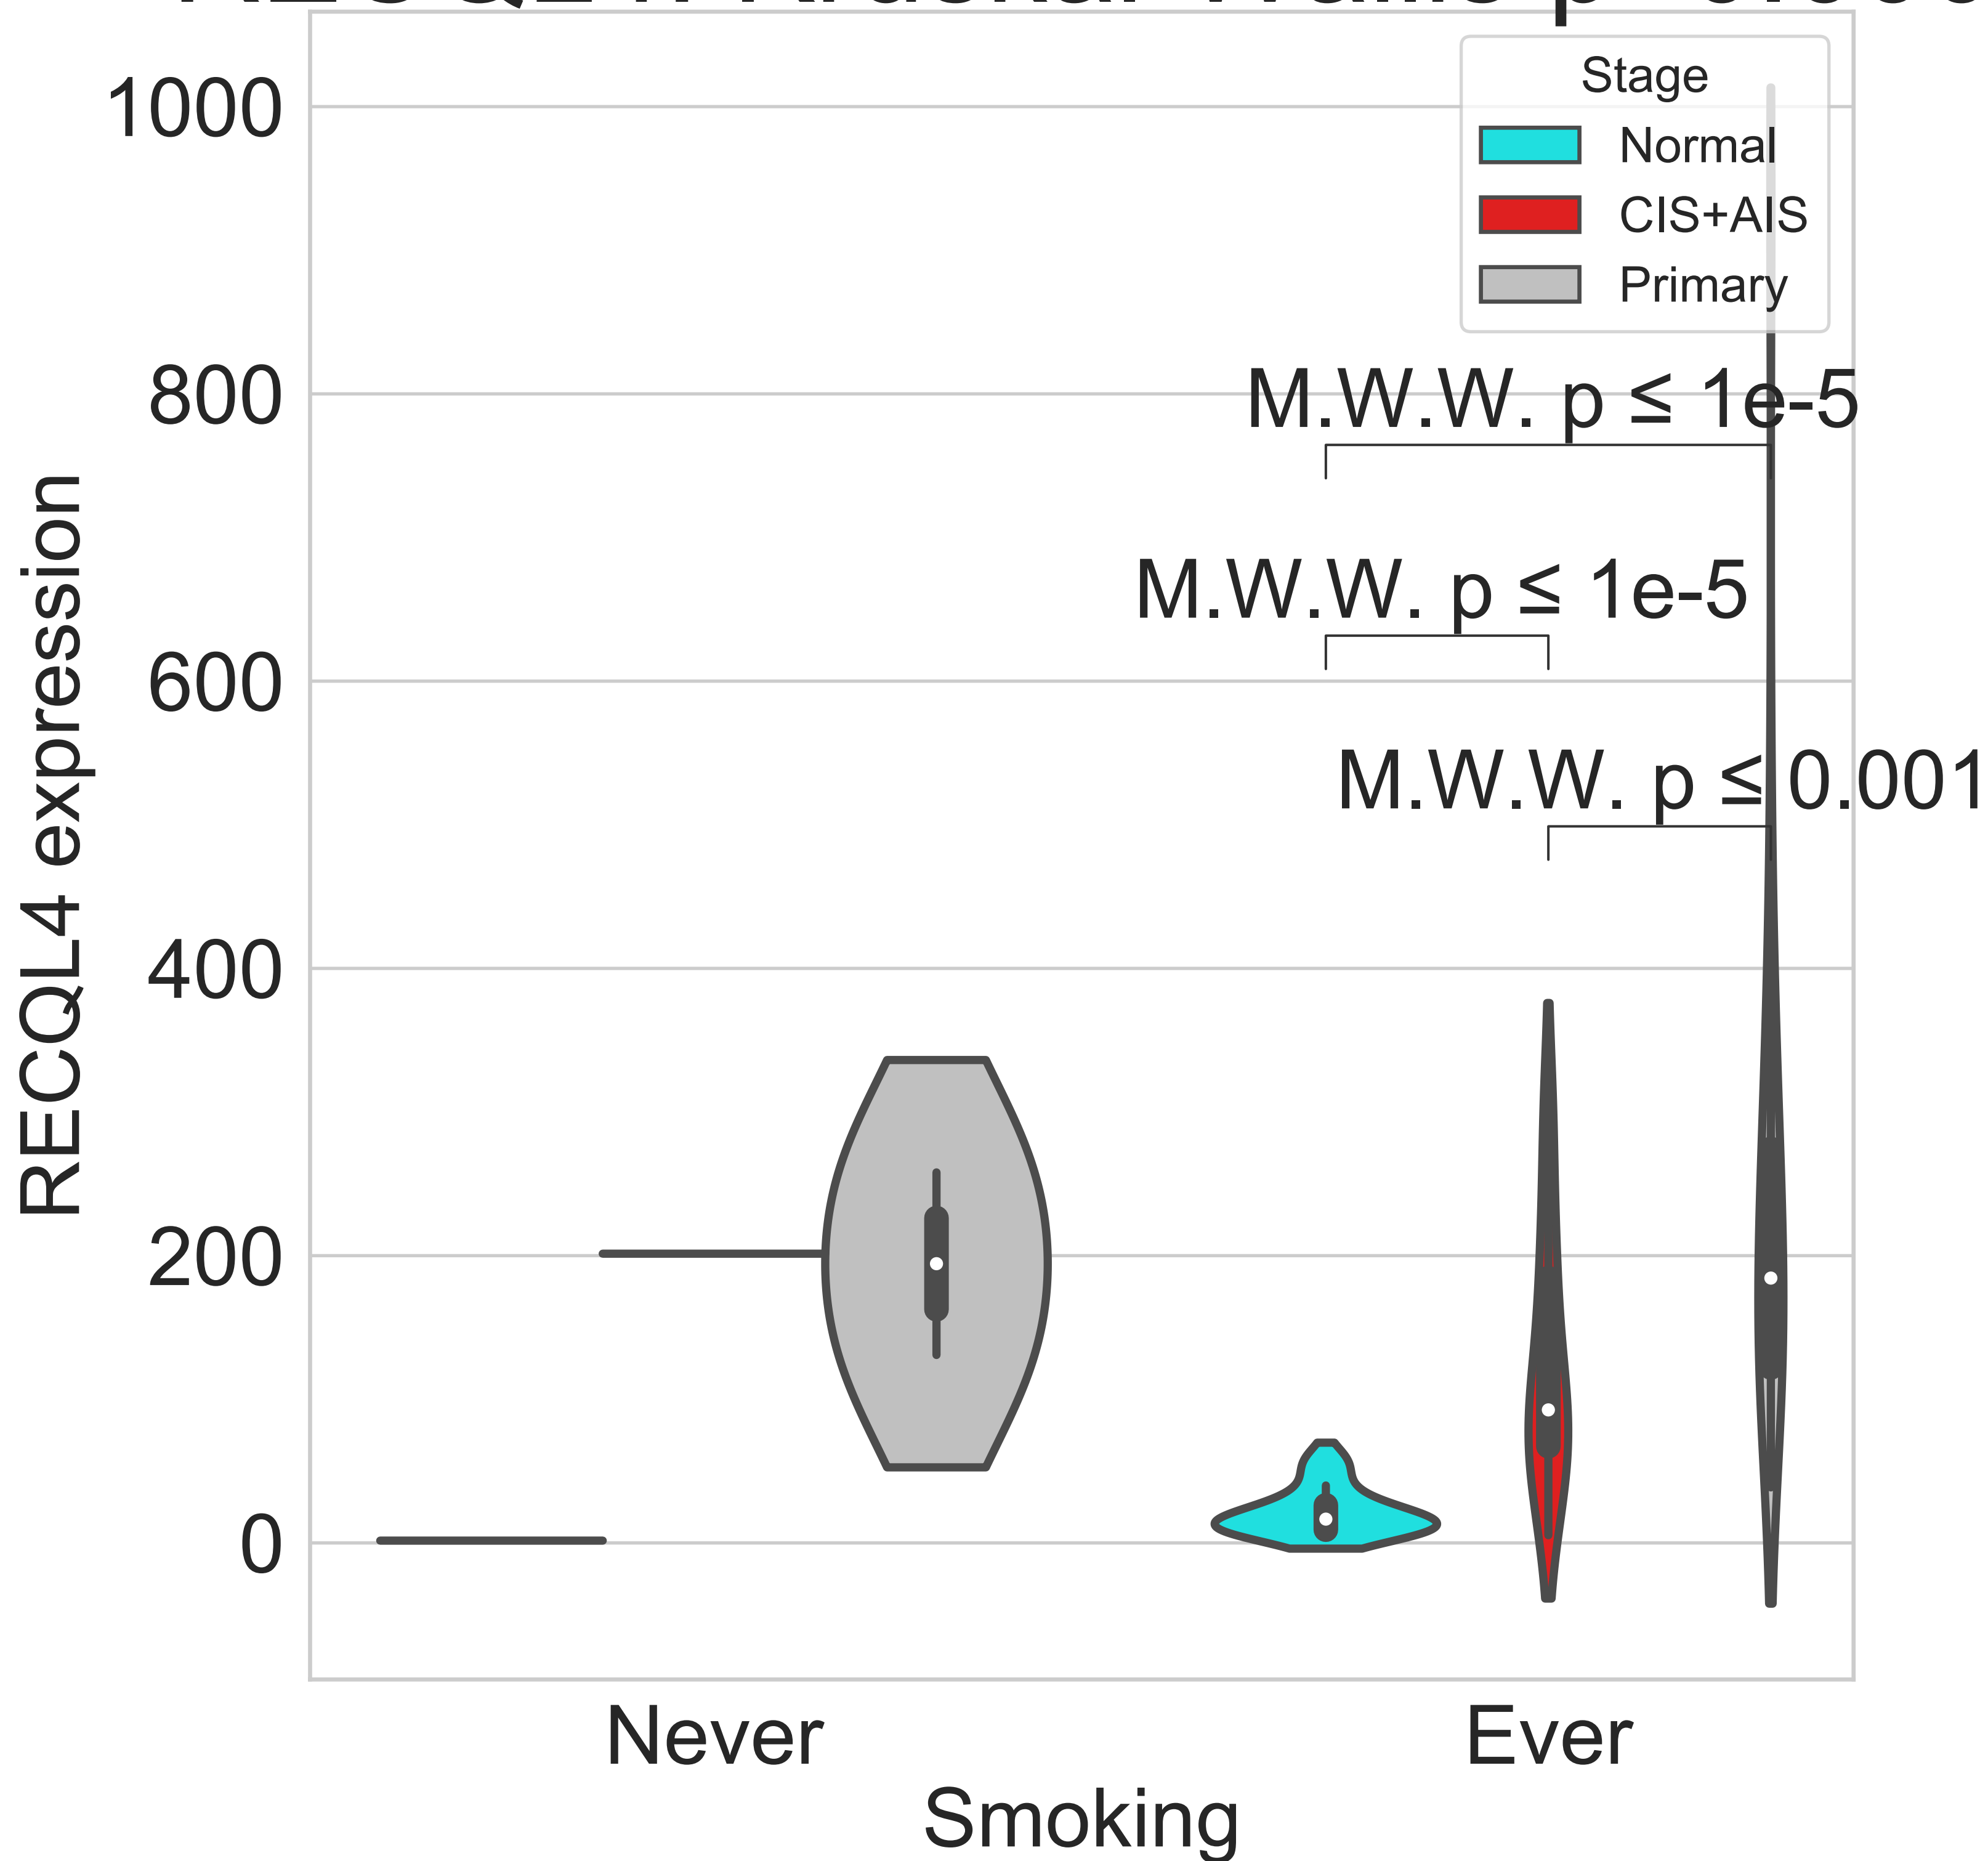 Stage
Normal
CIS+AIS
Primary
1000
800
600
400
200
0
RECQL4 expression
M.W.W. p ≤ 1e-5
M.W.W. p ≤ 1e-5
M.W.W. p ≤ 0.001
Never
Ever
Smoking